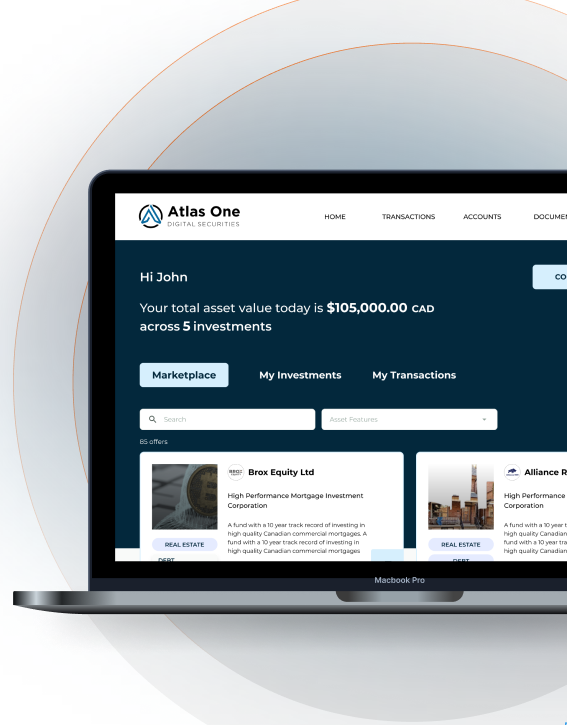 Atlas One
DIGITAL SECURITIES
HOME TRANSACTIONS ACCOUNTS DOCUMEN
Hi John
CO
Your total asset value today is $105,000.00 CAD
across 5 investments
Marketplace My Investments My Transactions
Search
Asset Features
85 offers
BROX
Brox Equity Ltd
High Performance Mortgage Investment
Corporation
A fund with a 10 year track record of investing in
high quality Canadian commercial mortgages. A
fund with a 10 year track record of investing in
high quality Canadian commercial mortgages
REAL ESTATE
DEBT
Alliance R
High Performance
Corporation
A fund with a 10 year t
high quality Canadian
fund with a 10 year tra
high quality Canadian
REAL ESTATE
DEBT
Macbook Pro